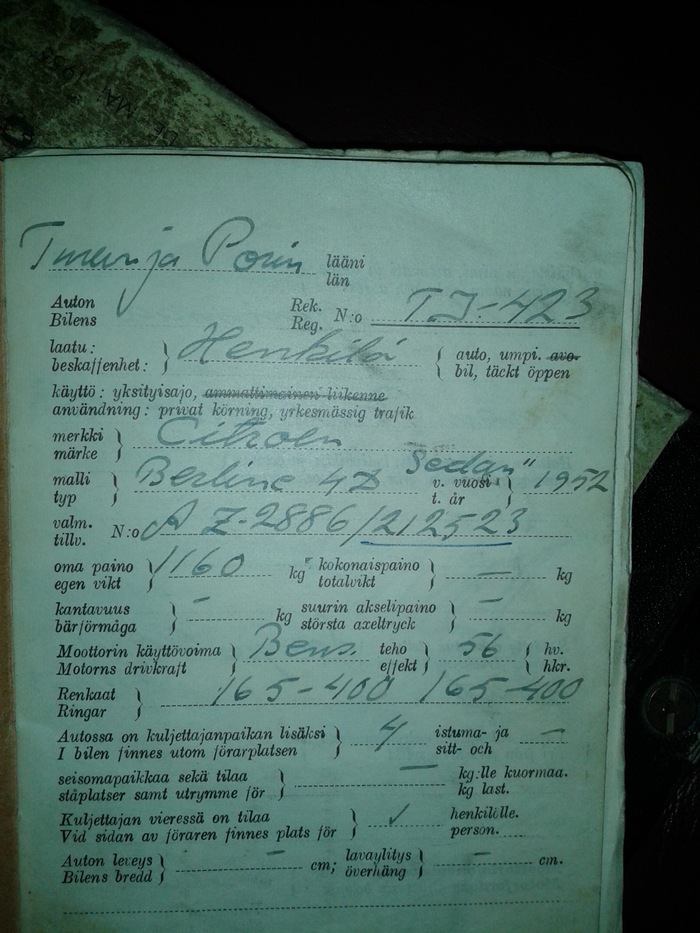 1952
Turun ja Porin lääni
län
Auton Rek. N:o TJ-423
Bilens Reg.
laatu: Henkilö auto, umpi. avo.
beskaffenhet: bil, täckt öppen
käyttö: yksityisajo, ammattimainen liikenne
användning: privat körning, yrkesmässig trafik
merkki Citroen
märke
"Sedan"
malli Berline 4D v. vuosi 1952
typ t. år
valm. N:o A Z-2886/212523
tillv.
oma paino 1160 kg kokonaispaino — kg
egen vikt totalvikt
kantavuus - kg suurin akselipaino — kg
bärförmåga största axeltryck
Moottorin käyttövoima Bens. teho 56 hv.
Motorns drivkraft effekt hkr.
Renkaat 165-400 165-400
Ringar
Autossa on kuljettajanpaikan lisäksi 4 istuma- ja —
I bilen finnes utom förarplatsen sitt- och
seisomapaikkaa sekä tilaa — kg:lle kuormaa.
ståplatser samt utrymme för kg last.
Kuljettajan vieressä on tilaa henkilölle.
Vid sidan av föraren finnes plats för person.
Auton leveys — cm; lavaylitys — cm.
Bilens bredd överhäng